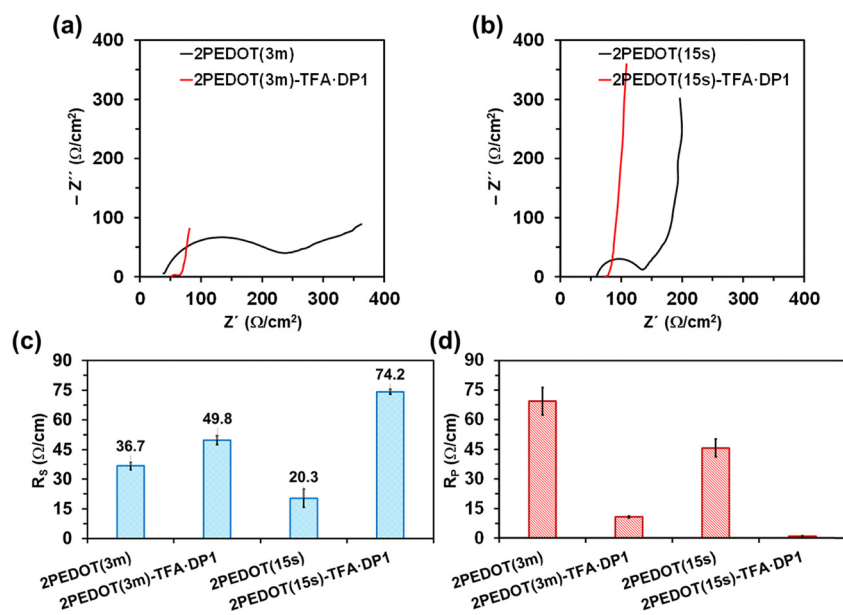 (a)
400
300
200
100
0
0 100 200 300 400
− Z´´ (Ω/cm²)
Z´ (Ω/cm²)
2PEDOT(3m)
2PEDOT(3m)-TFA·DP1
(b)
400
300
200
100
0
0 100 200 300 400
− Z´´ (Ω/cm²)
Z´ (Ω/cm²)
2PEDOT(15s)
2PEDOT(15s)-TFA·DP1
(c)
90
75
60
45
30
15
0
R_S (Ω/cm)
36.7
49.8
20.3
74.2
2PEDOT(3m)
2PEDOT(3m)-TFA·DP1
2PEDOT(15s)
2PEDOT(15s)-TFA·DP1
(d)
90
75
60
45
30
15
0
R_P (Ω/cm)
2PEDOT(3m)
2PEDOT(3m)-TFA·DP1
2PEDOT(15s)
2PEDOT(15s)-TFA·DP1